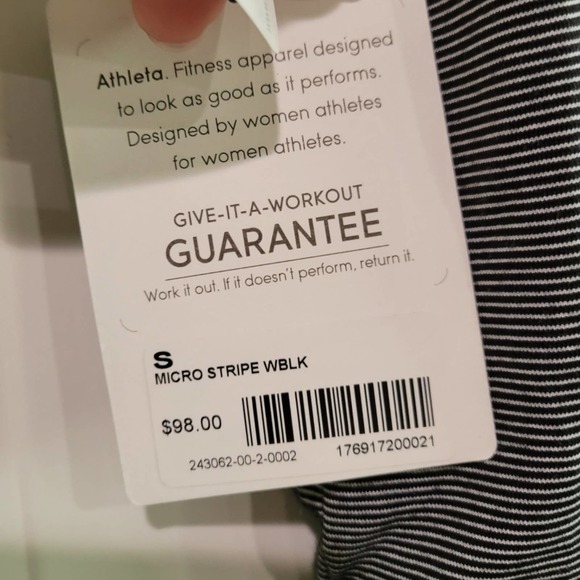 Athleta. Fitness apparel designed
to look as good as it performs.
Designed by women athletes
for women athletes.
GIVE-IT-A-WORKOUT
GUARANTEE
Work it out. If it doesn't perform, return it.
S
MICRO STRIPE WBLK
$98.00
243062-00-2-0002 176917200021